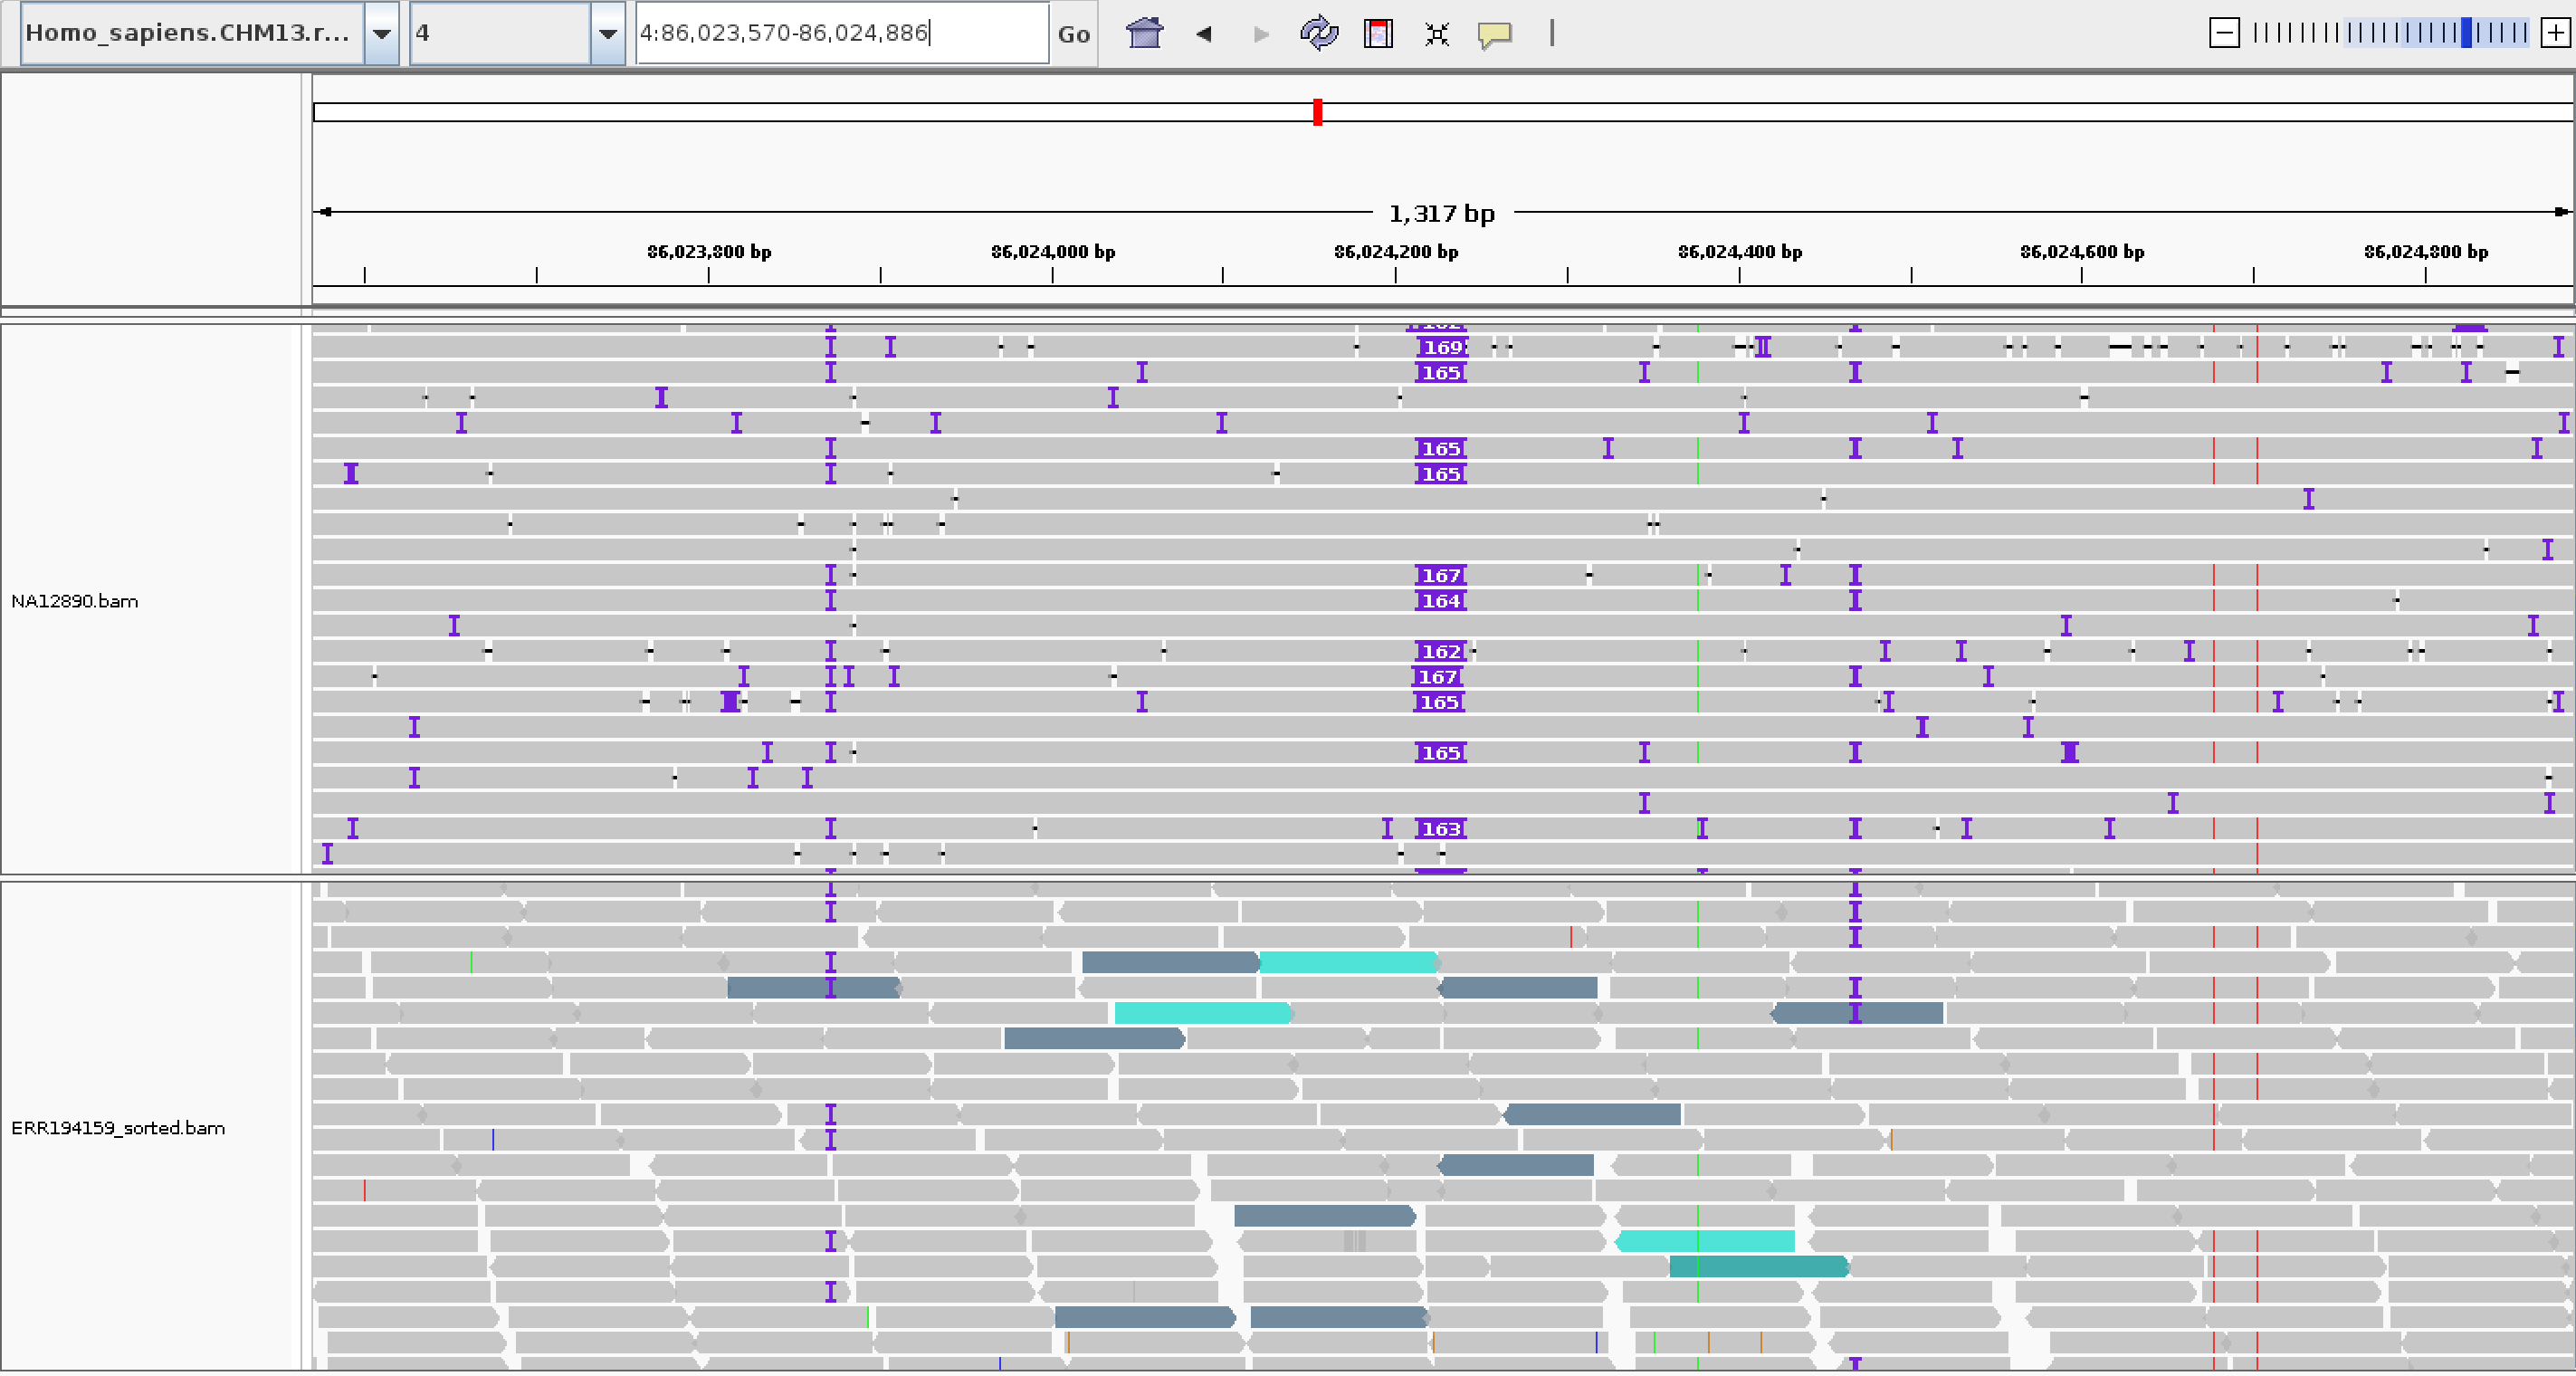 Homo_sapiens.CHM13.r... 4 4:86,023,570-86,024,886 Go
1,317 bp
86,023,800 bp 86,024,000 bp 86,024,200 bp 86,024,400 bp 86,024,600 bp 86,024,800 bp
169
165
165
165
167
164
NA12890.bam
162
167
165
165
163
ERR194159_sorted.bam